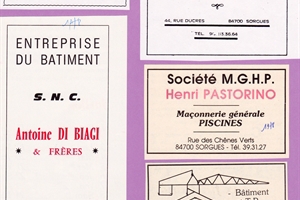 44, RUE DUCRES 84700 SORGUES
ENTREPRISE
DU BATIMENT
S. N. C.
Antoine DI BIAGI
& FRÈRES
Société M.G.H.P.
Henri PASTORINO
Maçonnerie générale
PISCINES
Rue des Chênes Verts
84700 SORGUES - Tél. 39.31.27
Bâtiment
T.P.